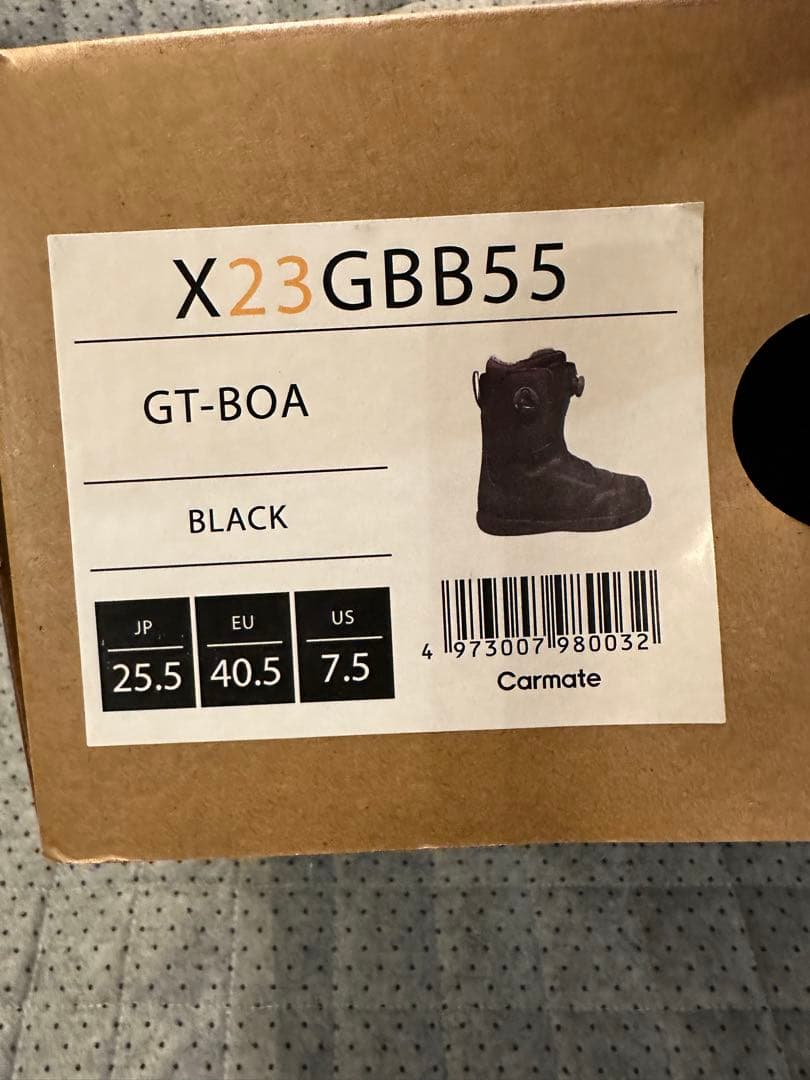 X23GBB55
GT-BOA
BLACK
JP EU US
25.5 40.5 7.5
4 973007 980032
Carmate